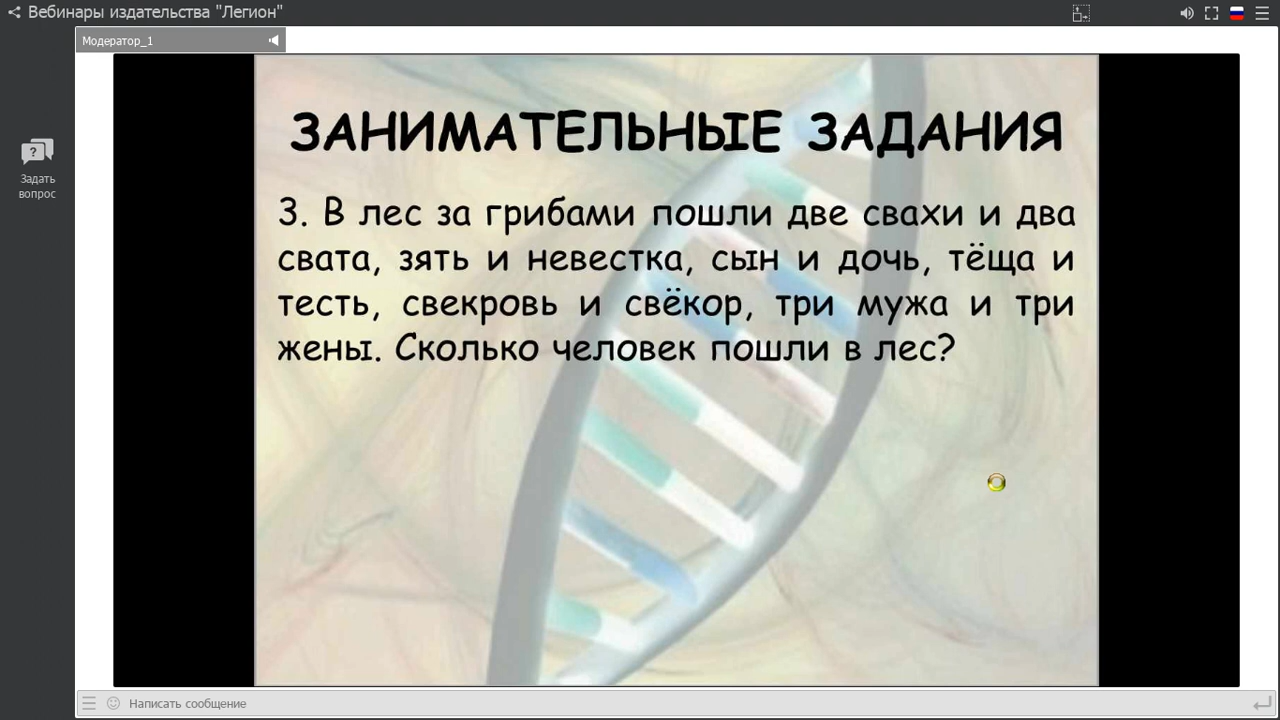 Вебинары издательства "Легион"
Модератор_1
?
Задать
вопрос
ЗАНИМАТЕЛЬНЫЕ ЗАДАНИЯ
3. В лес за грибами пошли две свахи и два
свата, зять и невестка, сын и дочь, тёща и
тесть, свекровь и свёкор, три мужа и три
жены. Сколько человек пошли в лес?
Написать сообщение